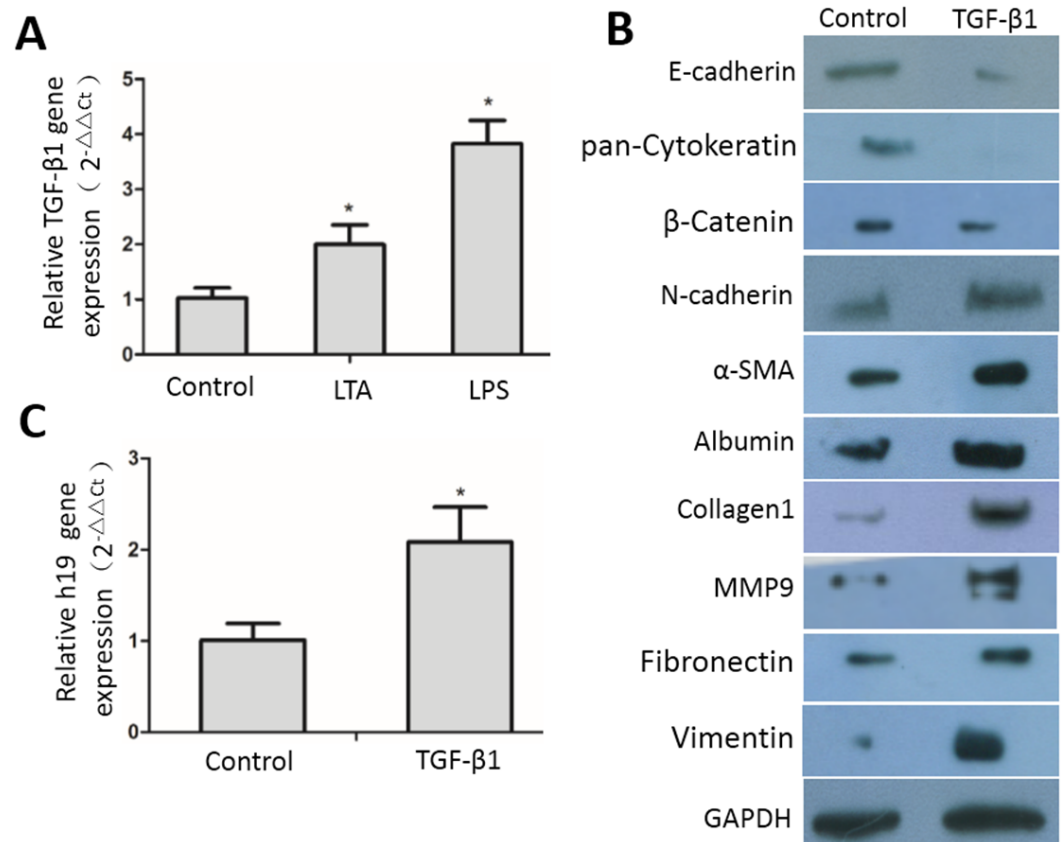 A
Relative TGF-β1 gene
expression（2-△△Ct）
5
4
3
2
1
0
*
*
Control
LTA
LPS
B
Control
TGF-β1
E-cadherin
pan-Cytokeratin
β-Catenin
N-cadherin
α-SMA
Albumin
Collagen1
MMP9
Fibronectin
Vimentin
GAPDH
C
Relative h19 gene
expression（2-△△Ct）
3
2
1
0
*
Control
TGF-β1